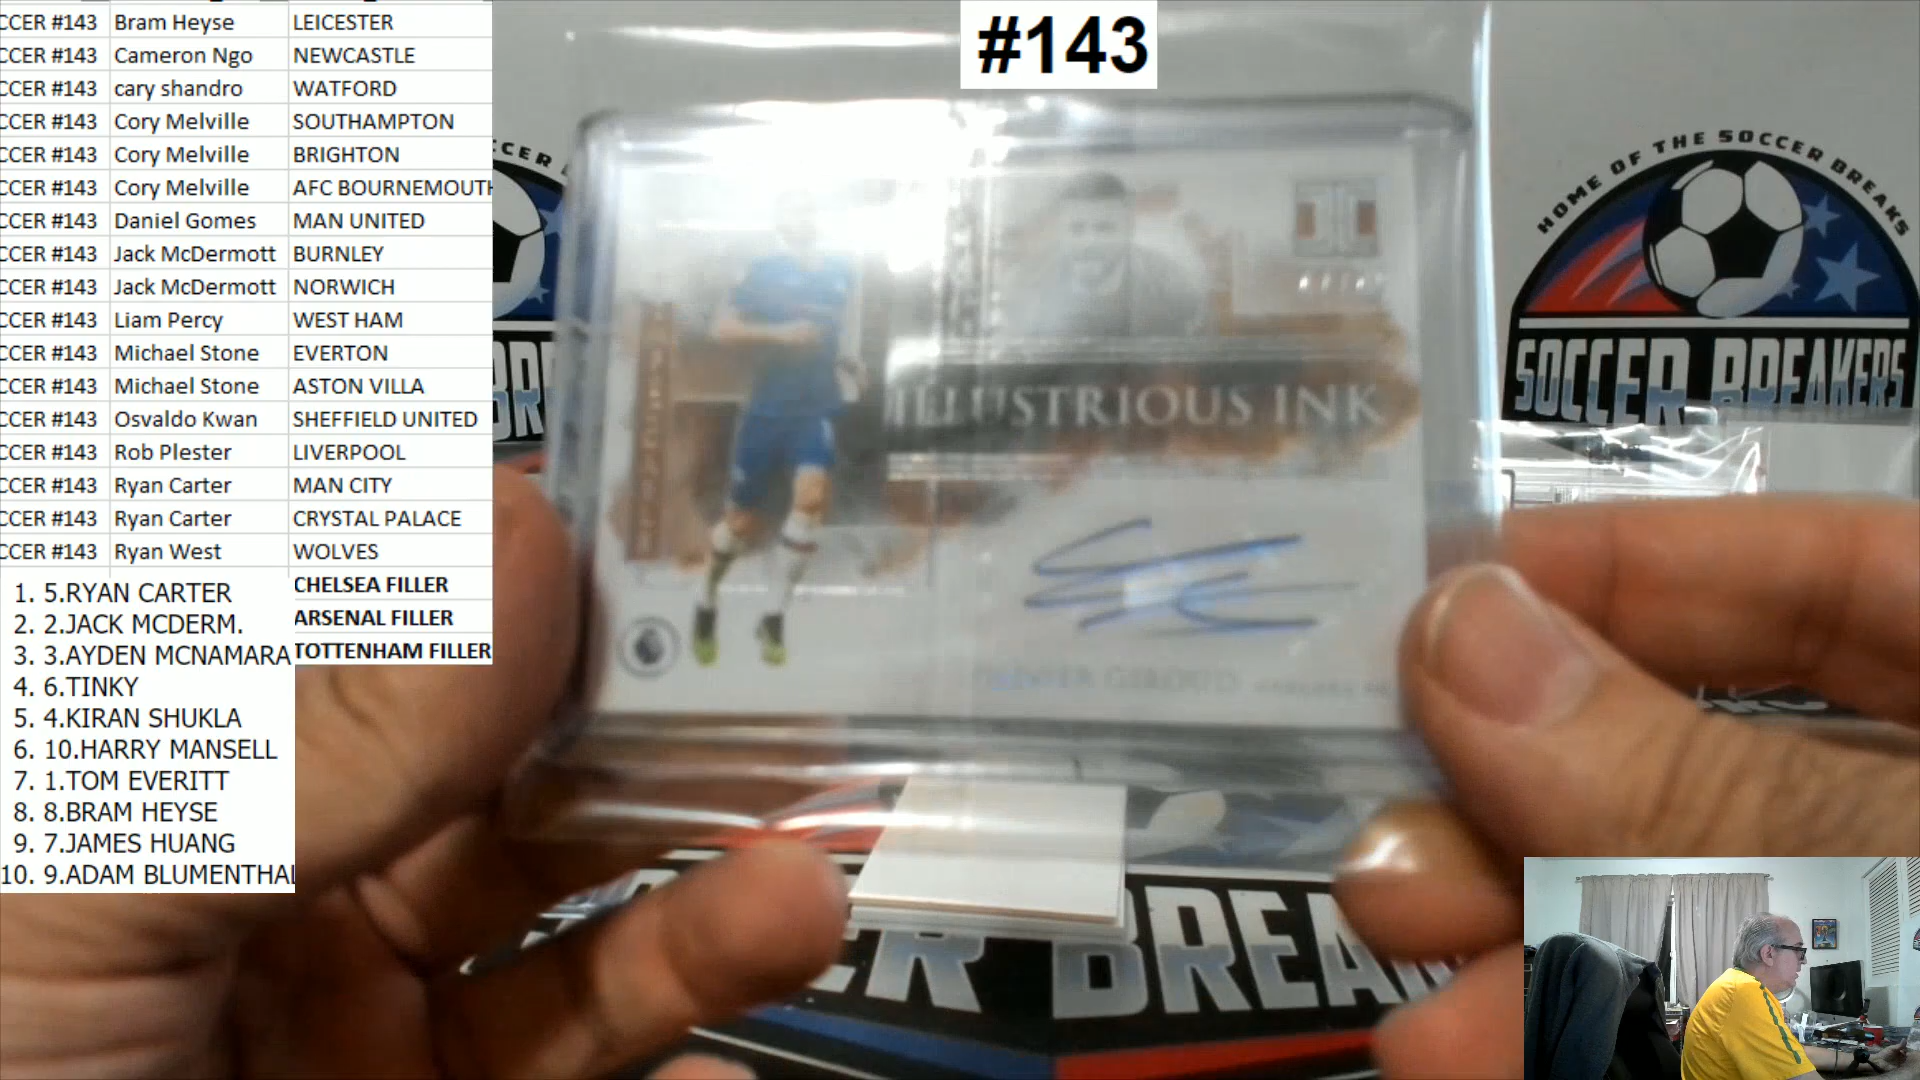 CCER #143 Bram Heyse LEICESTER
CCER #143 Cameron Ngo NEWCASTLE
CCER #143 cary shandro WATFORD
CCER #143 Cory Melville SOUTHAMPTON
CCER #143 Cory Melville BRIGHTON
CCER #143 Cory Melville AFC BOURNEMOUTH
CCER #143 Daniel Gomes MAN UNITED
CCER #143 Jack McDermott BURNLEY
CCER #143 Jack McDermott NORWICH
CCER #143 Liam Percy WEST HAM
CCER #143 Michael Stone EVERTON
CCER #143 Michael Stone ASTON VILLA
CCER #143 Osvaldo Kwan SHEFFIELD UNITED
CCER #143 Rob Plester LIVERPOOL
CCER #143 Ryan Carter MAN CITY
CCER #143 Ryan Carter CRYSTAL PALACE
CCER #143 Ryan West WOLVES
CHELSEA FILLER
ARSENAL FILLER
TOTTENHAM FILLER
1. 5.RYAN CARTER
2. 2.JACK MCDERM.
3. 3.AYDEN MCNAMARA
4. 6.TINKY
5. 4.KIRAN SHUKLA
6. 10.HARRY MANSELL
7. 1.TOM EVERITT
8. 8.BRAM HEYSE
9. 7.JAMES HUANG
10. 9.ADAM BLUMENTHAL
#143
ILLUSTRIOUS INK
OLIVIER GIROUD
HOME OF THE SOCCER BREAKS
SOCCER BREAKERS
CCER
BR
ER BREA